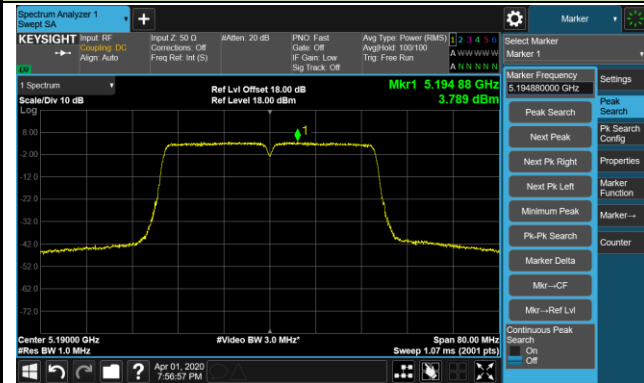 Spectrum Analyzer 1
Swept SA
Marker
KEYSIGHT
Input: RF
Coupling: DC
Align: Auto
Input Z: 50 Ω
Corrections: Off
Freq Ref: Int (S)
#Atten: 20 dB
PNO: Fast
Gate: Off
IF Gain: Low
Sig Track: Off
Avg Type: Power (RMS)
Avg|Hold: 100/100
Trig: Free Run
1 2 3 4 5 6
A W W W W W
A N N N N N
Select Marker
Marker 1
1 Spectrum
Scale/Div 10 dB
Log
Ref Lvl Offset 18.00 dB
Ref Level 18.00 dBm
Mkr1 5.194 88 GHz
3.789 dBm
8.00
-2.00
-12.0
-22.0
-32.0
-42.0
-52.0
-62.0
-72.0
1
Center 5.19000 GHz
#Res BW 1.0 MHz
#Video BW 3.0 MHz*
Span 80.00 MHz
Sweep 1.07 ms (2001 pts)
Marker Frequency
5.194880000 GHz
Peak Search
Next Peak
Next Pk Right
Next Pk Left
Minimum Peak
Pk-Pk Search
Marker Delta
Mkr→CF
Mkr→Ref Lvl
Continuous Peak
Search
On
Off
Settings
Peak
Search
Pk Search
Config
Properties
Marker
Function
Marker→
Counter
Apr 01, 2020
7:56:57 PM